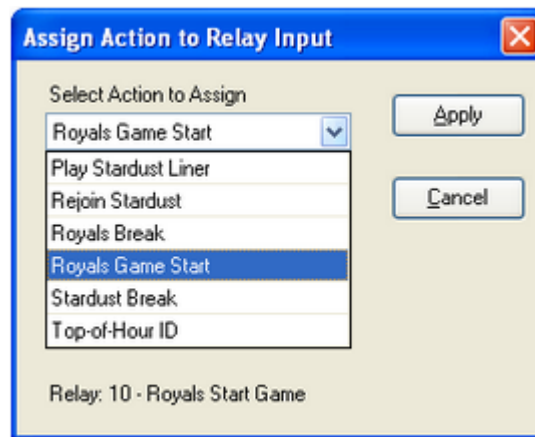 Assign Action to Relay Input
Select Action to Assign
Royals Game Start
Apply
Play Stardust Liner
Rejoin Stardust
Cancel
Royals Break
Royals Game Start
Stardust Break
Top-of-Hour ID
Relay: 10 - Royals Start Game